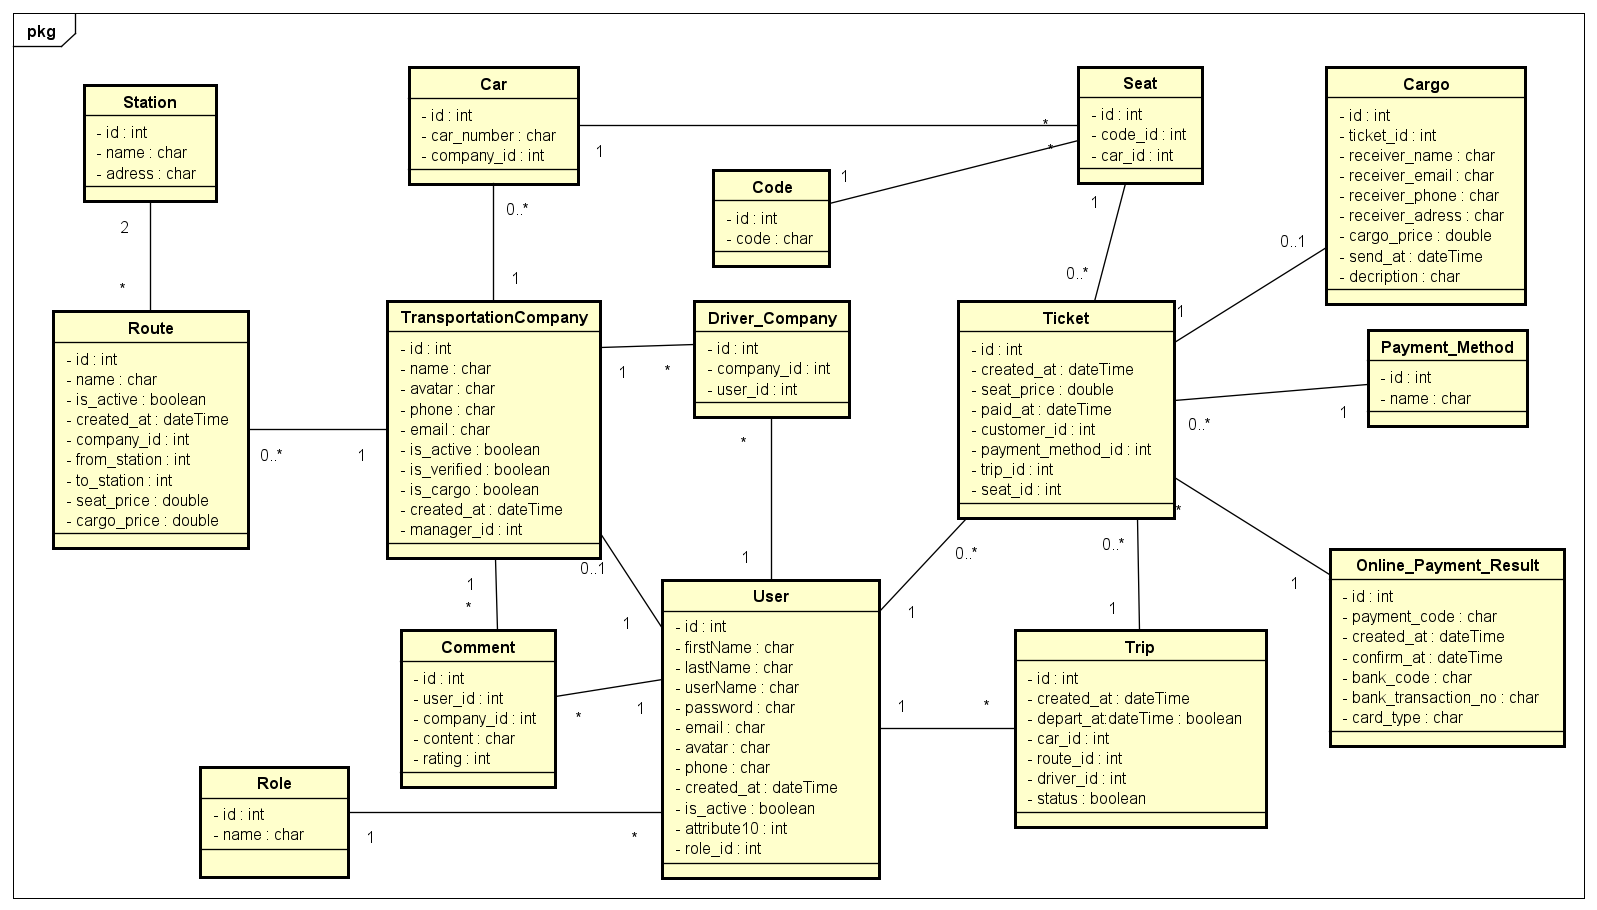 pkg
Station
- id : int
- name : char
- adress : char
2
*
Car
- id : int
- car_number : char
- company_id : int
1
*
0..*
1
Seat
- id : int
- code_id : int
- car_id : int
*
1
Code
- id : int
- code : char
1
0..*
Cargo
- id : int
- ticket_id : int
- receiver_name : char
- receiver_email : char
- receiver_phone : char
- receiver_adress : char
- cargo_price : double
- send_at : dateTime
- decription : char
0..1
1
Route
- id : int
- name : char
- is_active : boolean
- created_at : dateTime
- company_id : int
- from_station : int
- to_station : int
- seat_price : double
- cargo_price : double
0..*
1
TransportationCompany
- id : int
- name : char
- avatar : char
- phone : char
- email : char
- is_active : boolean
- is_verified : boolean
- is_cargo : boolean
- created_at : dateTime
- manager_id : int
1
*
Driver_Company
- id : int
- company_id : int
- user_id : int
*
1
Ticket
- id : int
- created_at : dateTime
- seat_price : double
- paid_at : dateTime
- customer_id : int
- payment_method_id : int
- trip_id : int
- seat_id : int
Payment_Method
- id : int
- name : char
1
0..*
*
1
0..*
1
0..*
1
0..1
1
1
*
Online_Payment_Result
- id : int
- payment_code : char
- created_at : dateTime
- confirm_at : dateTime
- bank_code : char
- bank_transaction_no : char
- card_type : char
User
- id : int
- firstName : char
- lastName : char
- userName : char
- password : char
- email : char
- avatar : char
- phone : char
- created_at : dateTime
- is_active : boolean
- attribute10 : int
- role_id : int
Comment
- id : int
- user_id : int
- company_id : int
- content : char
- rating : int
*
1
1
*
Trip
- id : int
- created_at : dateTime
- depart_at:dateTime : boolean
- car_id : int
- route_id : int
- driver_id : int
- status : boolean
Role
- id : int
- name : char
1
*